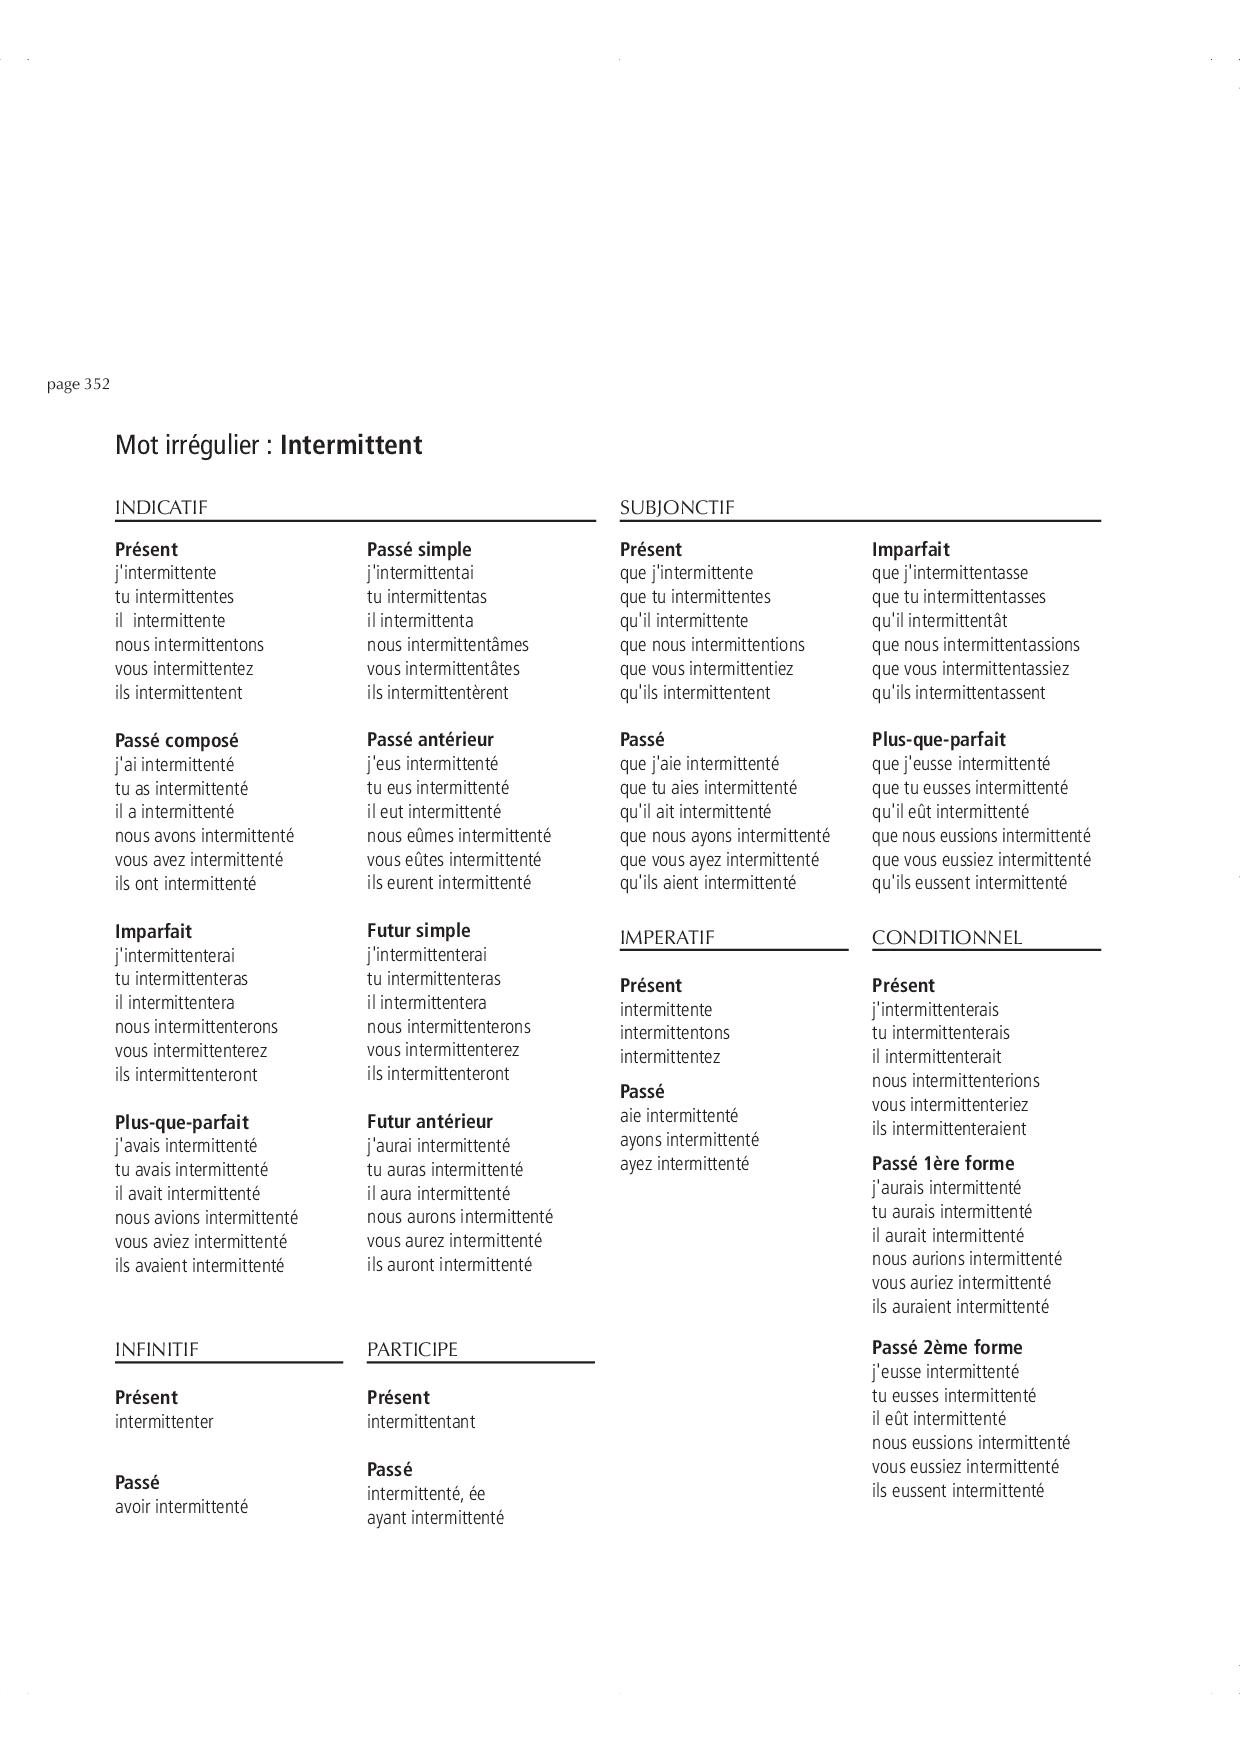 page 352
Mot irrégulier : Intermittent
INDICATIF
Présent
j'intermittente
tu intermittentes
il  intermittente
nous intermittentons
vous intermittentez
ils intermittentent
Passé composé
j'ai intermittenté
tu as intermittenté
il a intermittenté
nous avons intermittenté
vous avez intermittenté
ils ont intermittenté
Imparfait
j'intermittenterai
tu intermittenteras
il intermittentera
nous intermittenterons
vous intermittenterez
ils intermittenteront
Plus-que-parfait
j'avais intermittenté
tu avais intermittenté
il avait intermittenté
nous avions intermittenté
vous aviez intermittenté
ils avaient intermittenté
Passé simple
j'intermittentai
tu intermittentas
il intermittenta
nous intermittentâmes
vous intermittentâtes
ils intermittentèrent
Passé antérieur
j'eus intermittenté
tu eus intermittenté
il eut intermittenté
nous eûmes intermittenté
vous eûtes intermittenté
ils eurent intermittenté
Futur simple
j'intermittenterai
tu intermittenteras
il intermittentera
nous intermittenterons
vous intermittenterez
ils intermittenteront
Futur antérieur
j'aurai intermittenté
tu auras intermittenté
il aura intermittenté
nous aurons intermittenté
vous aurez intermittenté
ils auront intermittenté
SUBJONCTIF
Présent
que j'intermittente
que tu intermittentes
qu'il intermittente
que nous intermittentions
que vous intermittentiez
qu'ils intermittentent
Passé
que j'aie intermittenté
que tu aies intermittenté
qu'il ait intermittenté
que nous ayons intermittenté
que vous ayez intermittenté
qu'ils aient intermittenté
Imparfait
que j'intermittentasse
que tu intermittentasses
qu'il intermittentât
que nous intermittentassions
que vous intermittentassiez
qu'ils intermittentassent
Plus-que-parfait
que j'eusse intermittenté
que tu eusses intermittenté
qu'il eût intermittenté
que nous eussions intermittenté
que vous eussiez intermittenté
qu'ils eussent intermittenté
IMPERATIF
Présent
intermittente
intermittentons
intermittentez
Passé
aie intermittenté
ayons intermittenté
ayez intermittenté
CONDITIONNEL
Présent
j'intermittenterais
tu intermittenterais
il intermittenterait
nous intermittenterions
vous intermittenteriez
ils intermittenteraient
Passé 1ère forme
j'aurais intermittenté
tu aurais intermittenté
il aurait intermittenté
nous aurions intermittenté
vous auriez intermittenté
ils auraient intermittenté
Passé 2ème forme
j'eusse intermittenté
tu eusses intermittenté
il eût intermittenté
nous eussions intermittenté
vous eussiez intermittenté
ils eussent intermittenté
INFINITIF
Présent
intermittenter
Passé
avoir intermittenté
PARTICIPE
Présent
intermittentant
Passé
intermittenté, ée
ayant intermittenté